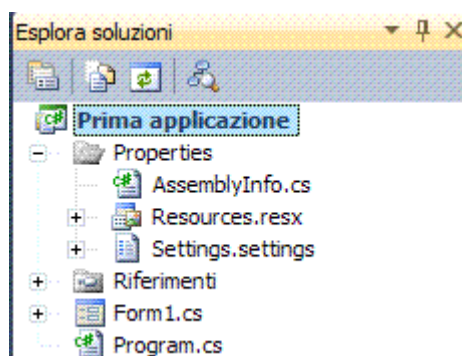 Esplora soluzioni
Prima applicazione
Properties
AssemblyInfo.cs
Resources.resx
Settings.settings
Riferimenti
Form1.cs
Program.cs